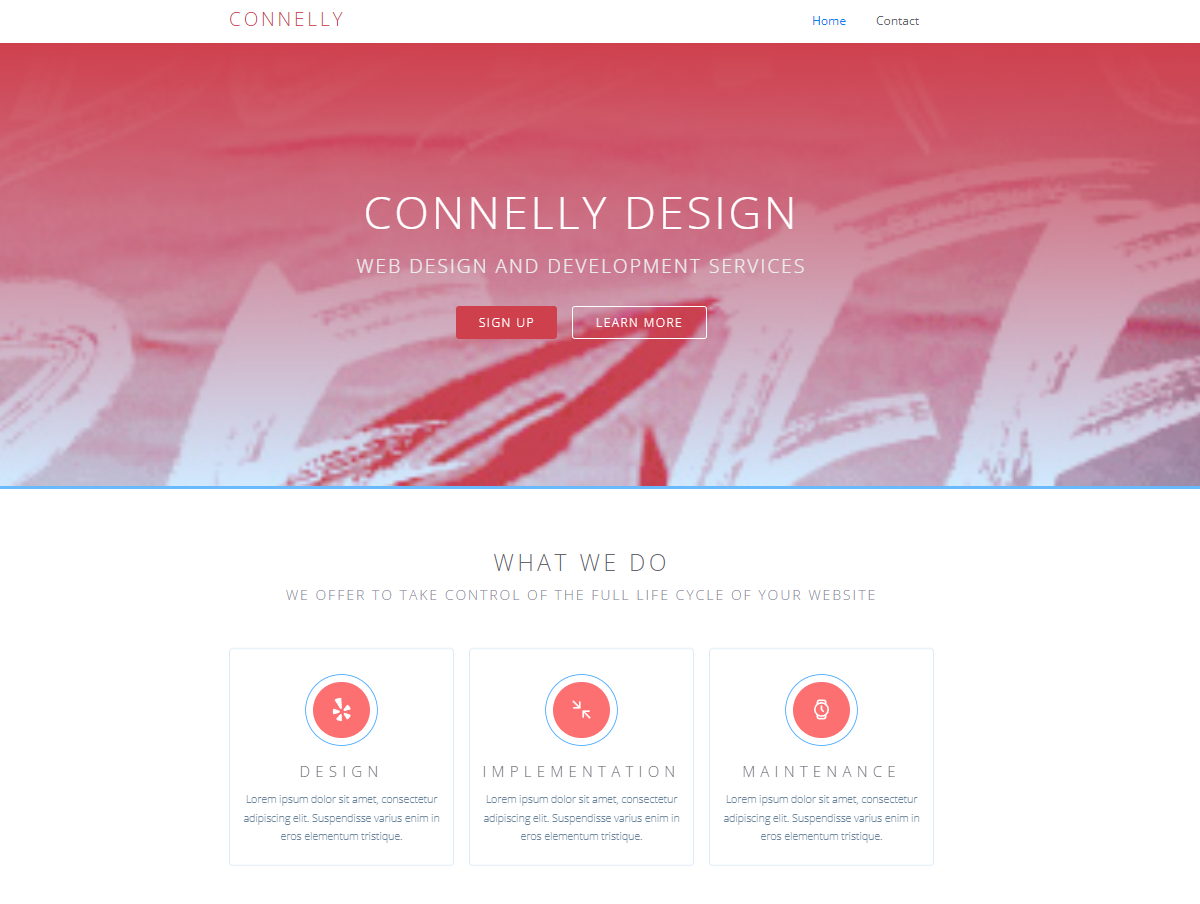 CONNELLY
Home
Contact
CONNELLY DESIGN
WEB DESIGN AND DEVELOPMENT SERVICES
SIGN UP
LEARN MORE
WHAT WE DO
WE OFFER TO TAKE CONTROL OF THE FULL LIFE CYCLE OF YOUR WEBSITE
DESIGN
Lorem ipsum dolor sit amet, consectetur
adipiscing elit. Suspendisse varius enim in
eros elementum tristique.
IMPLEMENTATION
Lorem ipsum dolor sit amet, consectetur
adipiscing elit. Suspendisse varius enim in
eros elementum tristique.
MAINTENANCE
Lorem ipsum dolor sit amet, consectetur
adipiscing elit. Suspendisse varius enim in
eros elementum tristique.